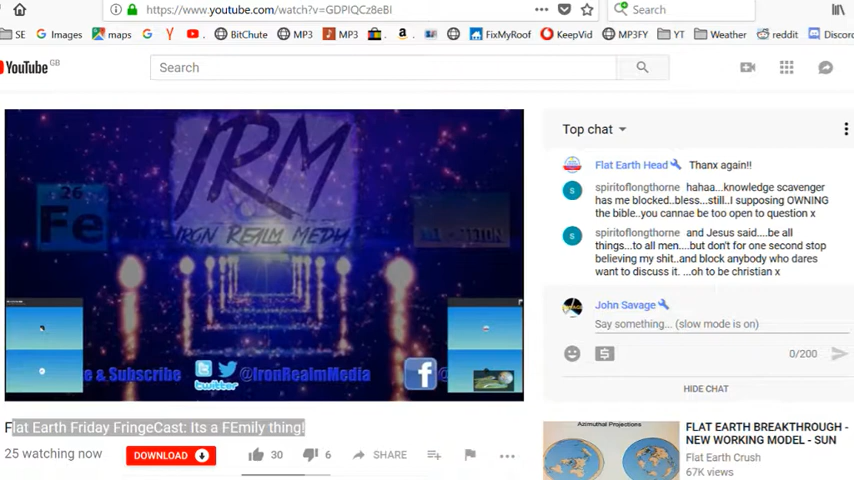 https://www.youtube.com/watch?v=GDPIQCz8eBI
Search
SE Google Images maps Y BitChute MP3 MP3 a FixMyRoof KeepVid MP3FY YT Weather reddit Discord
YouTube GB
Search
JRM
26
Fe
IRON REALM MEDIA
e & Subscribe
twitter
@IronRealmMedia
Flat Earth Friday FringeCast: Its a FEmily thing!
25 watching now
DOWNLOAD
30
6
SHARE
Top chat
Flat Earth Head Thanx again!!
spiritoflongthorne hahaa...knowledge scavenger
has me blocked..bless...still..I supposing OWNING
the bible..you cannae be too open to question x
spiritoflongthorne and Jesus said....be all
things...to all men....but don't for one second stop
believing my shit..and block anybody who dares
want to discuss it. ...oh to be christian x
John Savage
Say something... (slow mode is on)
0/200
HIDE CHAT
Azimuthal Projections
FLAT EARTH BREAKTHROUGH -
NEW WORKING MODEL - SUN
Flat Earth Crush
67K views